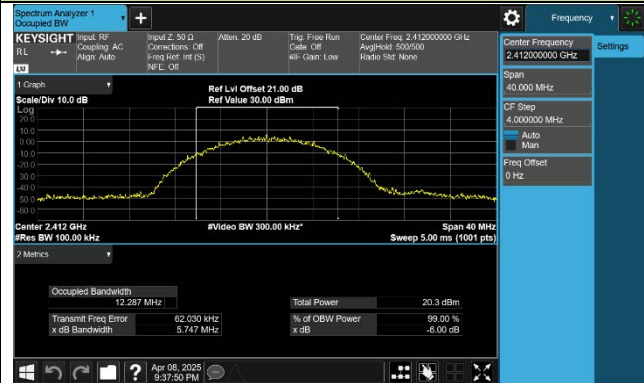 Spectrum Analyzer 1
Occupied BW
Frequency
KEYSIGHT
RL
Input: RF
Coupling: AC
Align: Auto
Input Z: 50 Ω
Corrections: Off
Freq Ref: Int (S)
NFE: Off
Atten: 20 dB
Trig: Free Run
Gate: Off
#IF Gain: Low
Center Freq: 2.412000000 GHz
Avg|Hold: 500/500
Radio Std: None
LXI
1 Graph
Scale/Div 10.0 dB
Ref Lvl Offset 21.00 dB
Ref Value 30.00 dBm
Log
20.0
10.0
0.00
-10.0
-20.0
-30.0
-40.0
-50.0
-60.0
Center 2.412 GHz
#Res BW 100.00 kHz
#Video BW 300.00 kHz*
Span 40 MHz
Sweep 5.00 ms (1001 pts)
2 Metrics
Occupied Bandwidth
12.287 MHz
Transmit Freq Error 62.030 kHz
x dB Bandwidth 5.747 MHz
Total Power 20.3 dBm
% of OBW Power 99.00 %
x dB -6.00 dB
Center Frequency
2.412000000 GHz
Settings
Span
40.000 MHz
CF Step
4.000000 MHz
Auto
Man
Freq Offset
0 Hz
Apr 08, 2025
9:37:50 PM